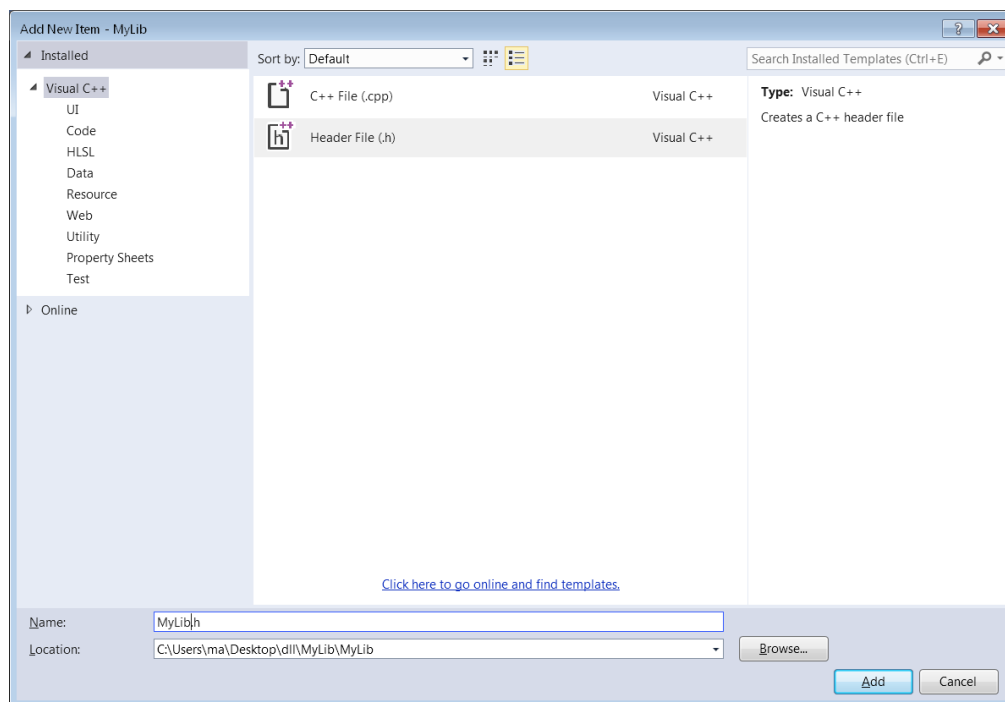 Add New Item - MyLib
Installed
Sort by: Default
Search Installed Templates (Ctrl+E)
Visual C++
UI
Code
HLSL
Data
Resource
Web
Utility
Property Sheets
Test
Online
C++ File (.cpp) Visual C++
Header File (.h) Visual C++
Type: Visual C++
Creates a C++ header file
Click here to go online and find templates.
Name: MyLib.h
Location: C:\Users\ma\Desktop\dll\MyLib\MyLib
Browse...
Add Cancel